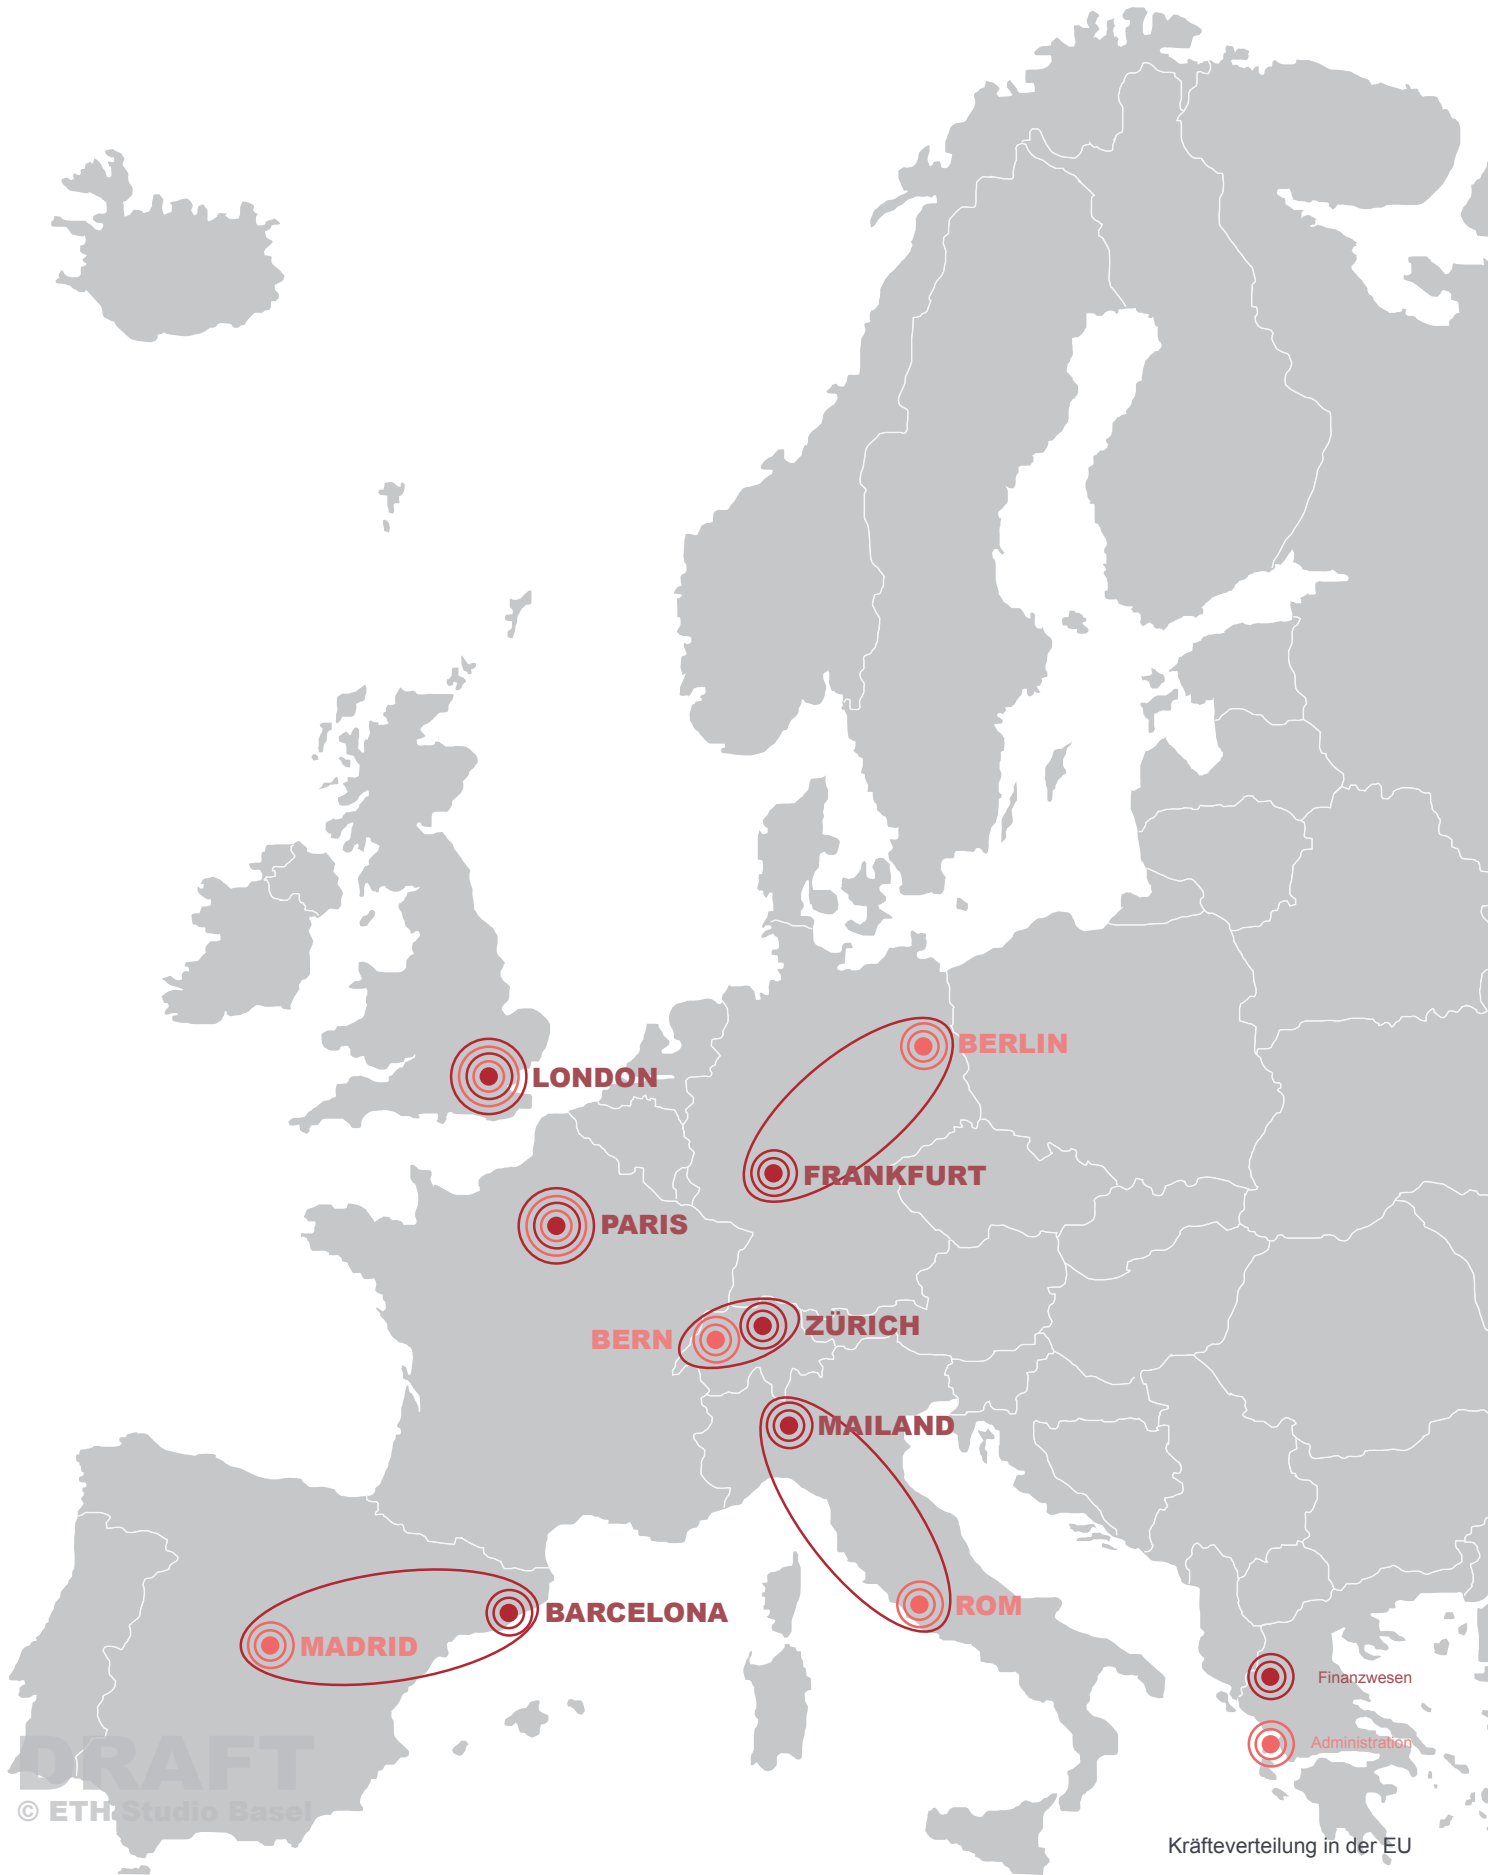 BERLIN
LONDON
FRANKFURT
PARIS
ZÜRICH
BERN
MAILAND
ROM
BARCELONA
MADRID
Finanzwesen
Administration
DRAFT
© ETH Studio Basel
Kräfteverteilung in der EU